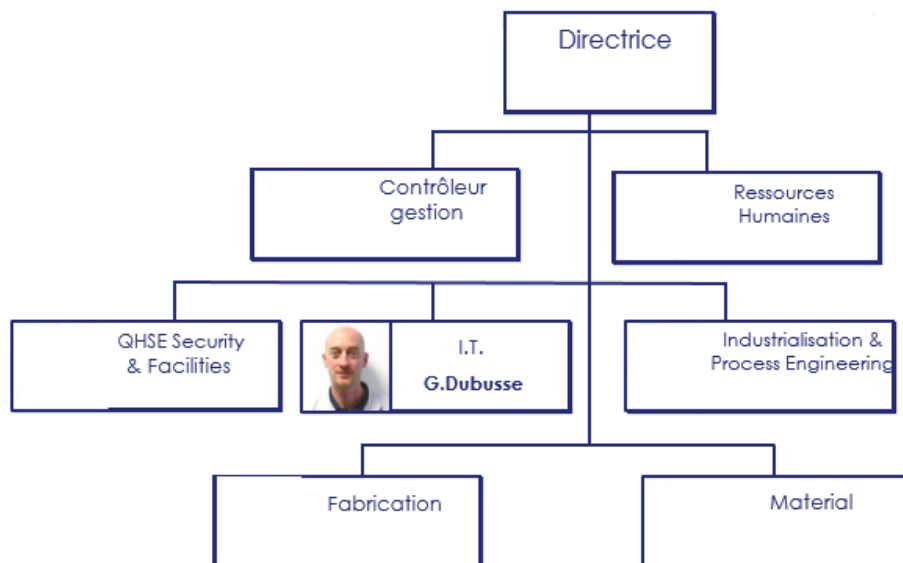 Directrice
Contrôleur
gestion
Ressources
Humaines
QHSE Security
& Facilities
I.T.
G.Dubusse
Industrialisation &
Process Engineering
Fabrication
Material